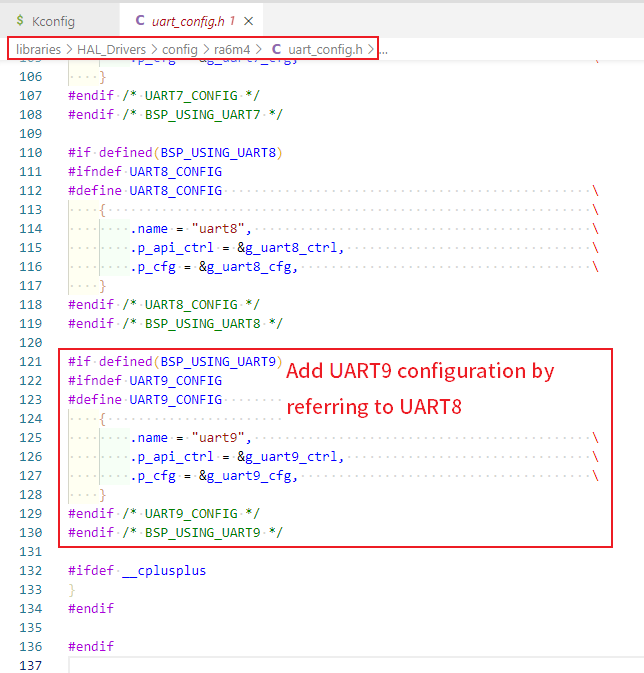 $ Kconfig
C uart_config.h 1 ×
libraries > HAL_Drivers > config > ra6m4 > C uart_config.h > ...
105 .p_cfg = &g_uart7_cfg, \
106 }
107 #endif /* UART7_CONFIG */
108 #endif /* BSP_USING_UART7 */
109
110 #if defined(BSP_USING_UART8)
111 #ifndef UART8_CONFIG
112 #define UART8_CONFIG \
113 { \
114 .name = "uart8", \
115 .p_api_ctrl = &g_uart8_ctrl, \
116 .p_cfg = &g_uart8_cfg, \
117 }
118 #endif /* UART8_CONFIG */
119 #endif /* BSP_USING_UART8 */
120
121 #if defined(BSP_USING_UART9)
122 #ifndef UART9_CONFIG
123 #define UART9_CONFIG
124 {
125 .name = "uart9", \
126 .p_api_ctrl = &g_uart9_ctrl, \
127 .p_cfg = &g_uart9_cfg, \
128 }
129 #endif /* UART9_CONFIG */
130 #endif /* BSP_USING_UART9 */
Add UART9 configuration by
referring to UART8
131
132 #ifdef __cplusplus
133 }
134 #endif
135
136 #endif
137